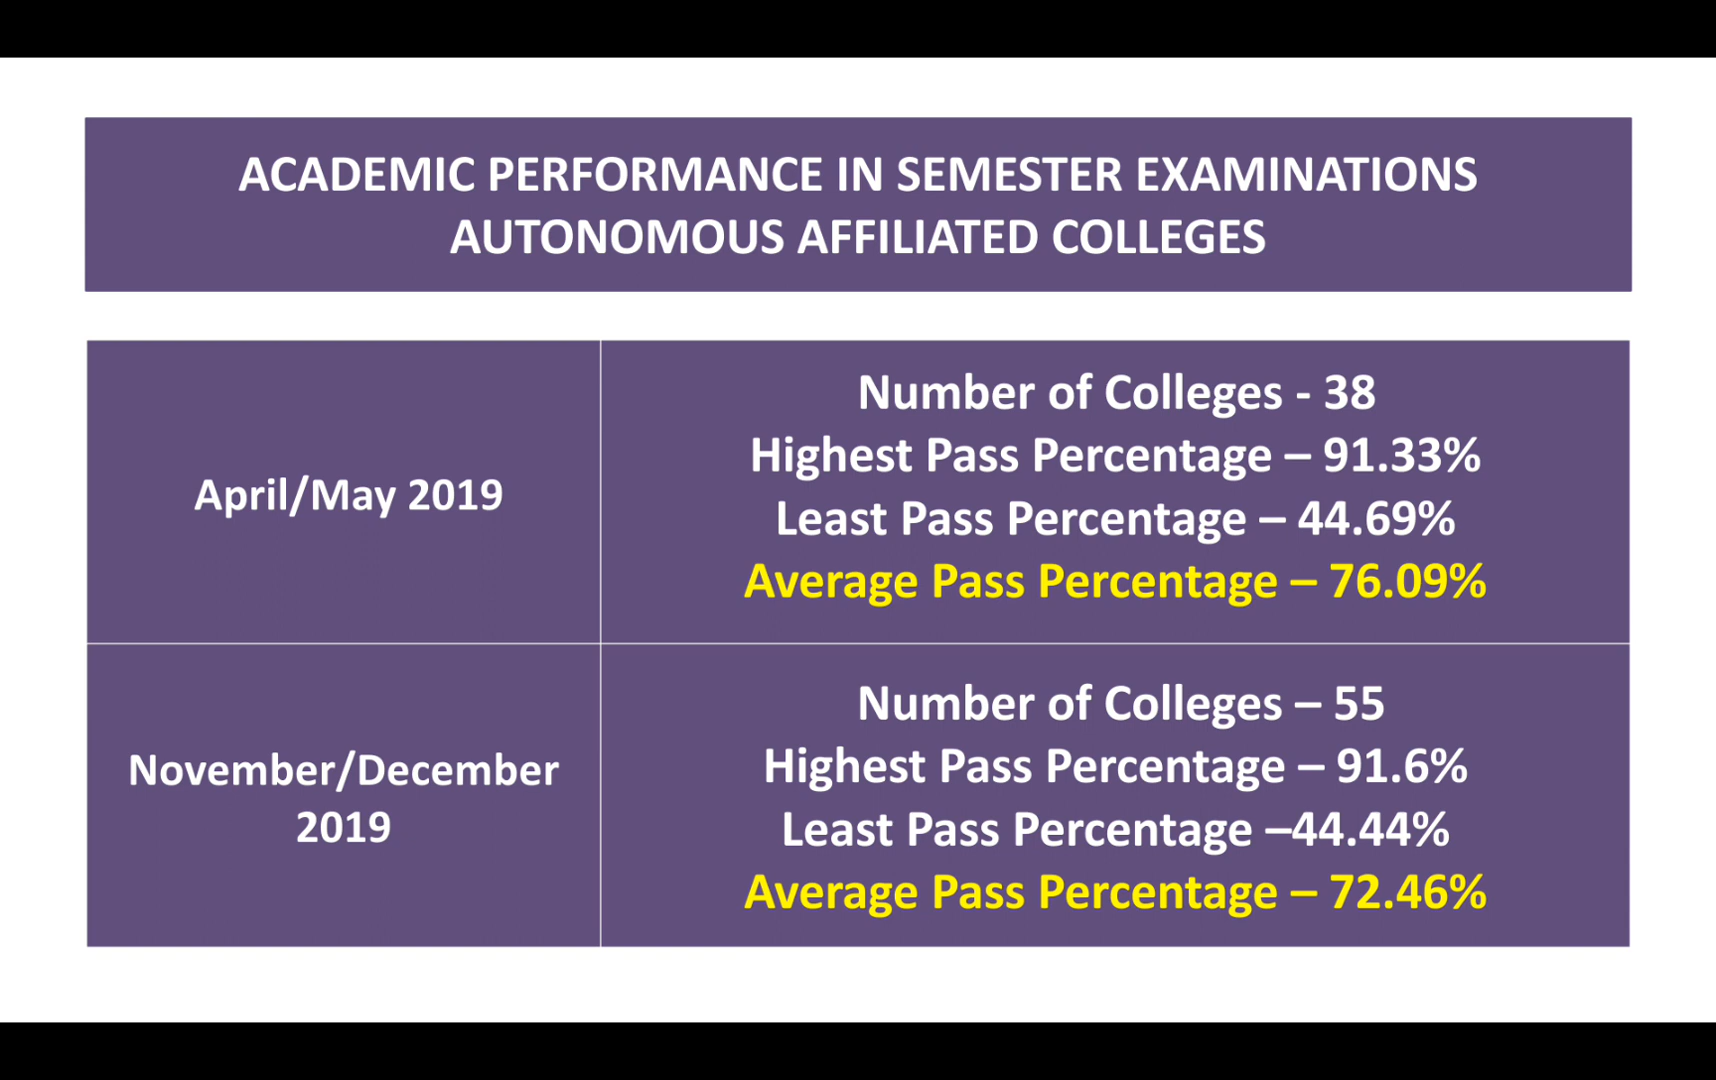 ACADEMIC PERFORMANCE IN SEMESTER EXAMINATIONS
AUTONOMOUS AFFILIATED COLLEGES
April/May 2019
Number of Colleges - 38
Highest Pass Percentage – 91.33%
Least Pass Percentage – 44.69%
Average Pass Percentage – 76.09%
November/December
2019
Number of Colleges – 55
Highest Pass Percentage – 91.6%
Least Pass Percentage –44.44%
Average Pass Percentage – 72.46%